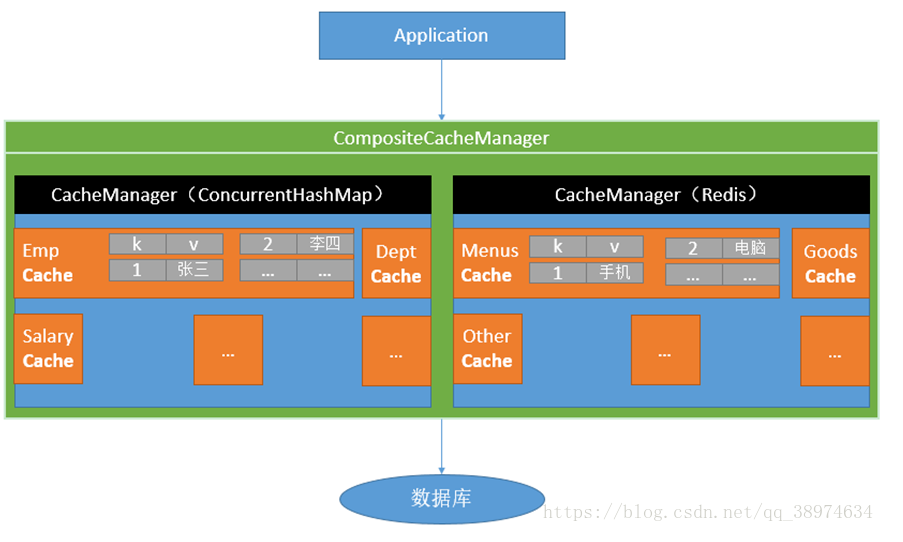 Application
CompositeCacheManager
CacheManager（ConcurrentHashMap）
Emp
Cache
k v
1 张三
2 李四
... ...
Dept
Cache
Salary
Cache
...
...
CacheManager（Redis）
Menus
Cache
k v
1 手机
2 电脑
... ...
Goods
Cache
Other
Cache
...
...
数据库
https://blog.csdn.net/qq_38974634